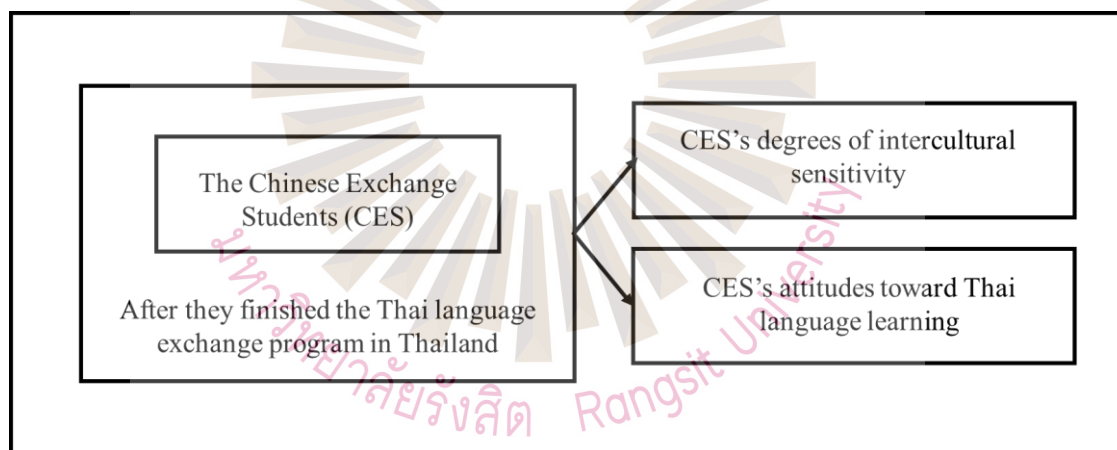 The Chinese Exchange
Students (CES)
After they finished the Thai language
exchange program in Thailand
CES's degrees of intercultural
sensitivity
CES's attitudes toward Thai
language learning
มหาวิทยาลัยรังสิต Rangsit University